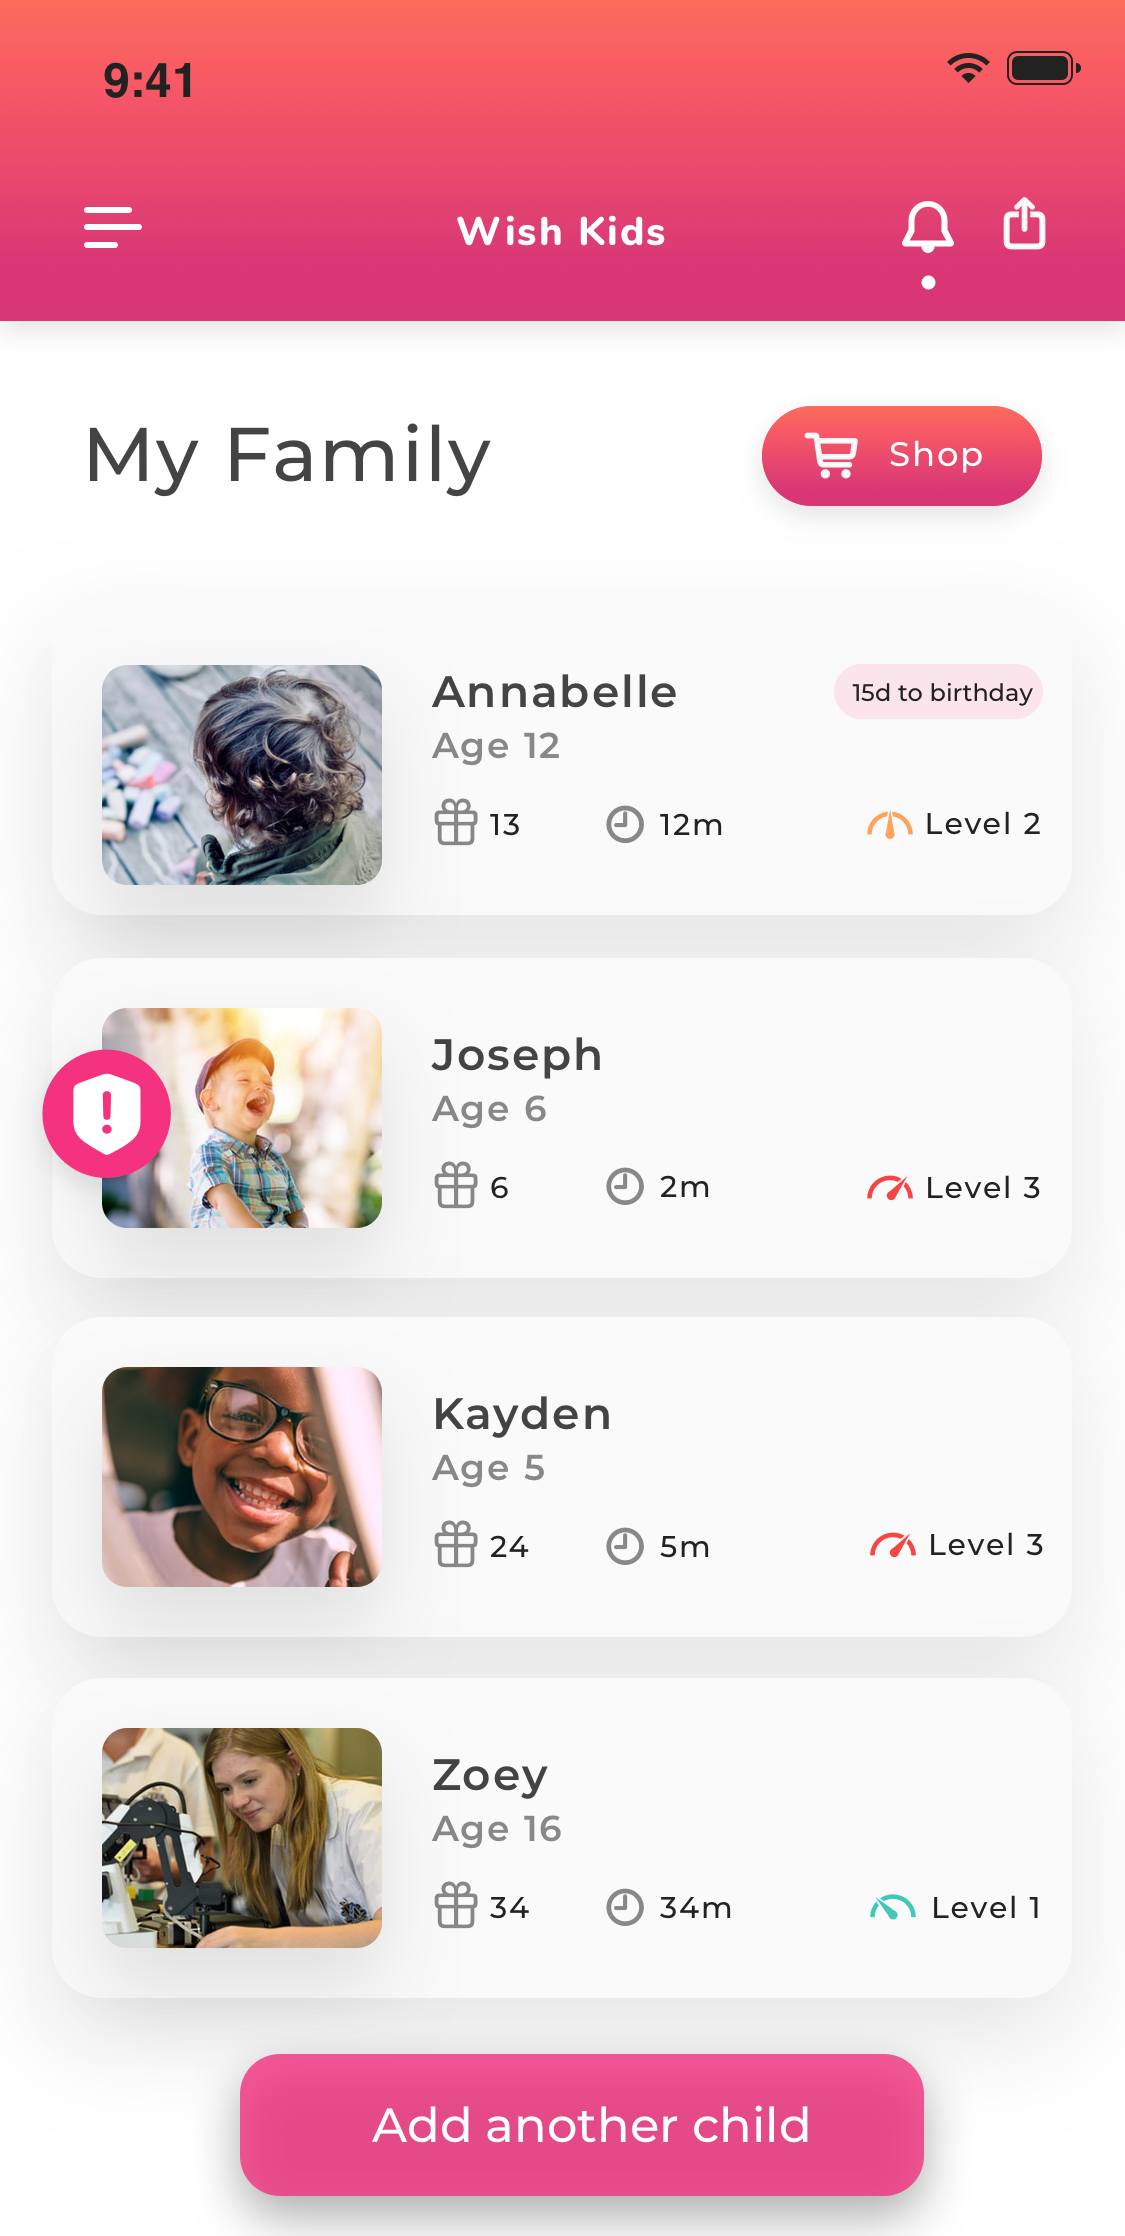 9:41
Wish Kids
My Family
Shop
Annabelle
15d to birthday
Age 12
13
12m
Level 2
!
Joseph
Age 6
6
2m
Level 3
Kayden
Age 5
24
5m
Level 3
Zoey
Age 16
34
34m
Level 1
Add another child